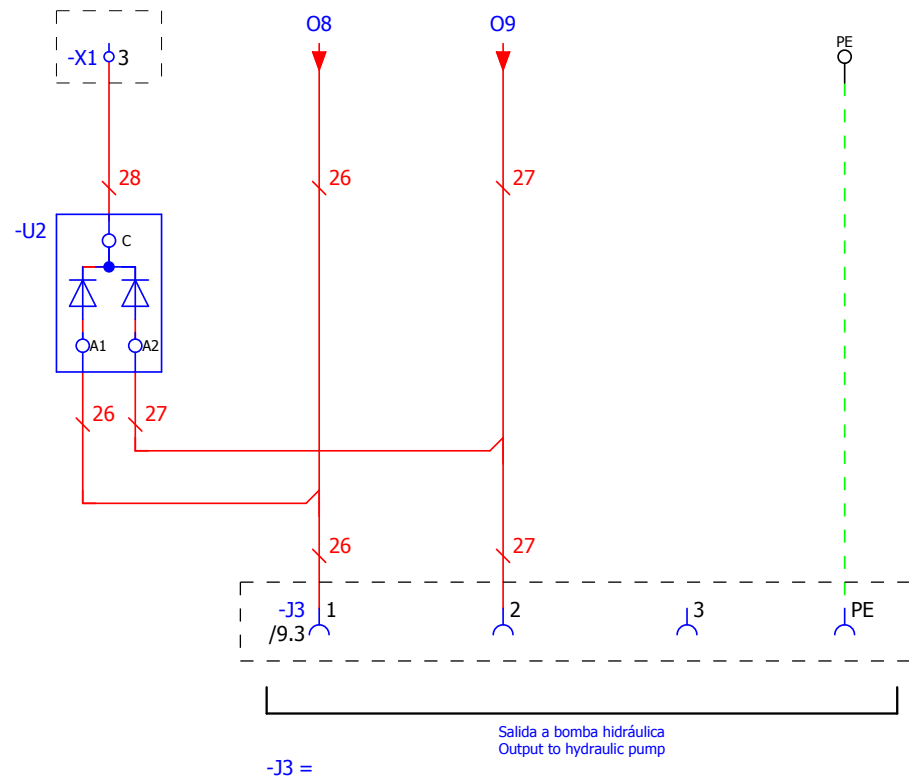 O8
O9
-X1 3
PE
28
26
27
-U2
C
A1
A2
26
27
26
27
-J3 1
2
3
PE
/9.3
Salida a bomba hidráulica
Output to hydraulic pump
-J3 =